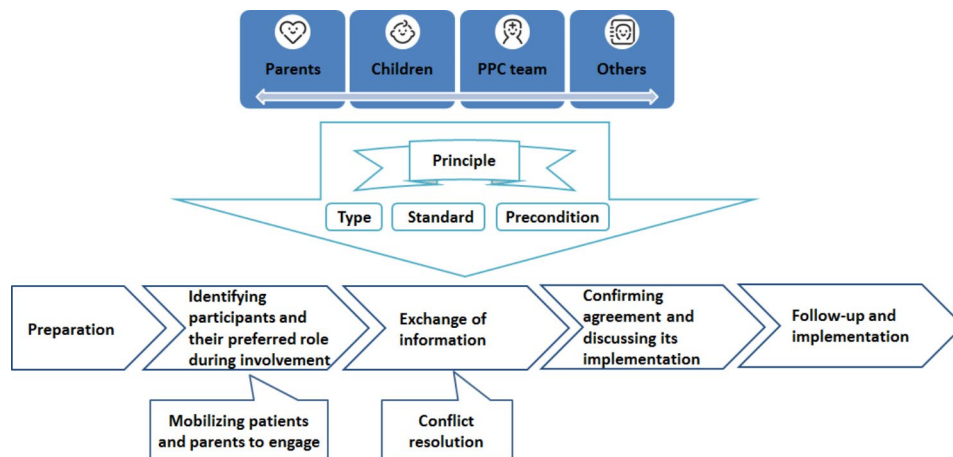 Parents
Children
PPC team
Others
Principle
Type
Standard
Precondition
Preparation
Identifying
participants and
their preferred role
during involvement
Exchange of
information
Confirming
agreement and
discussing its
implementation
Follow-up and
implementation
Mobilizing patients
and parents to engage
Conflict
resolution